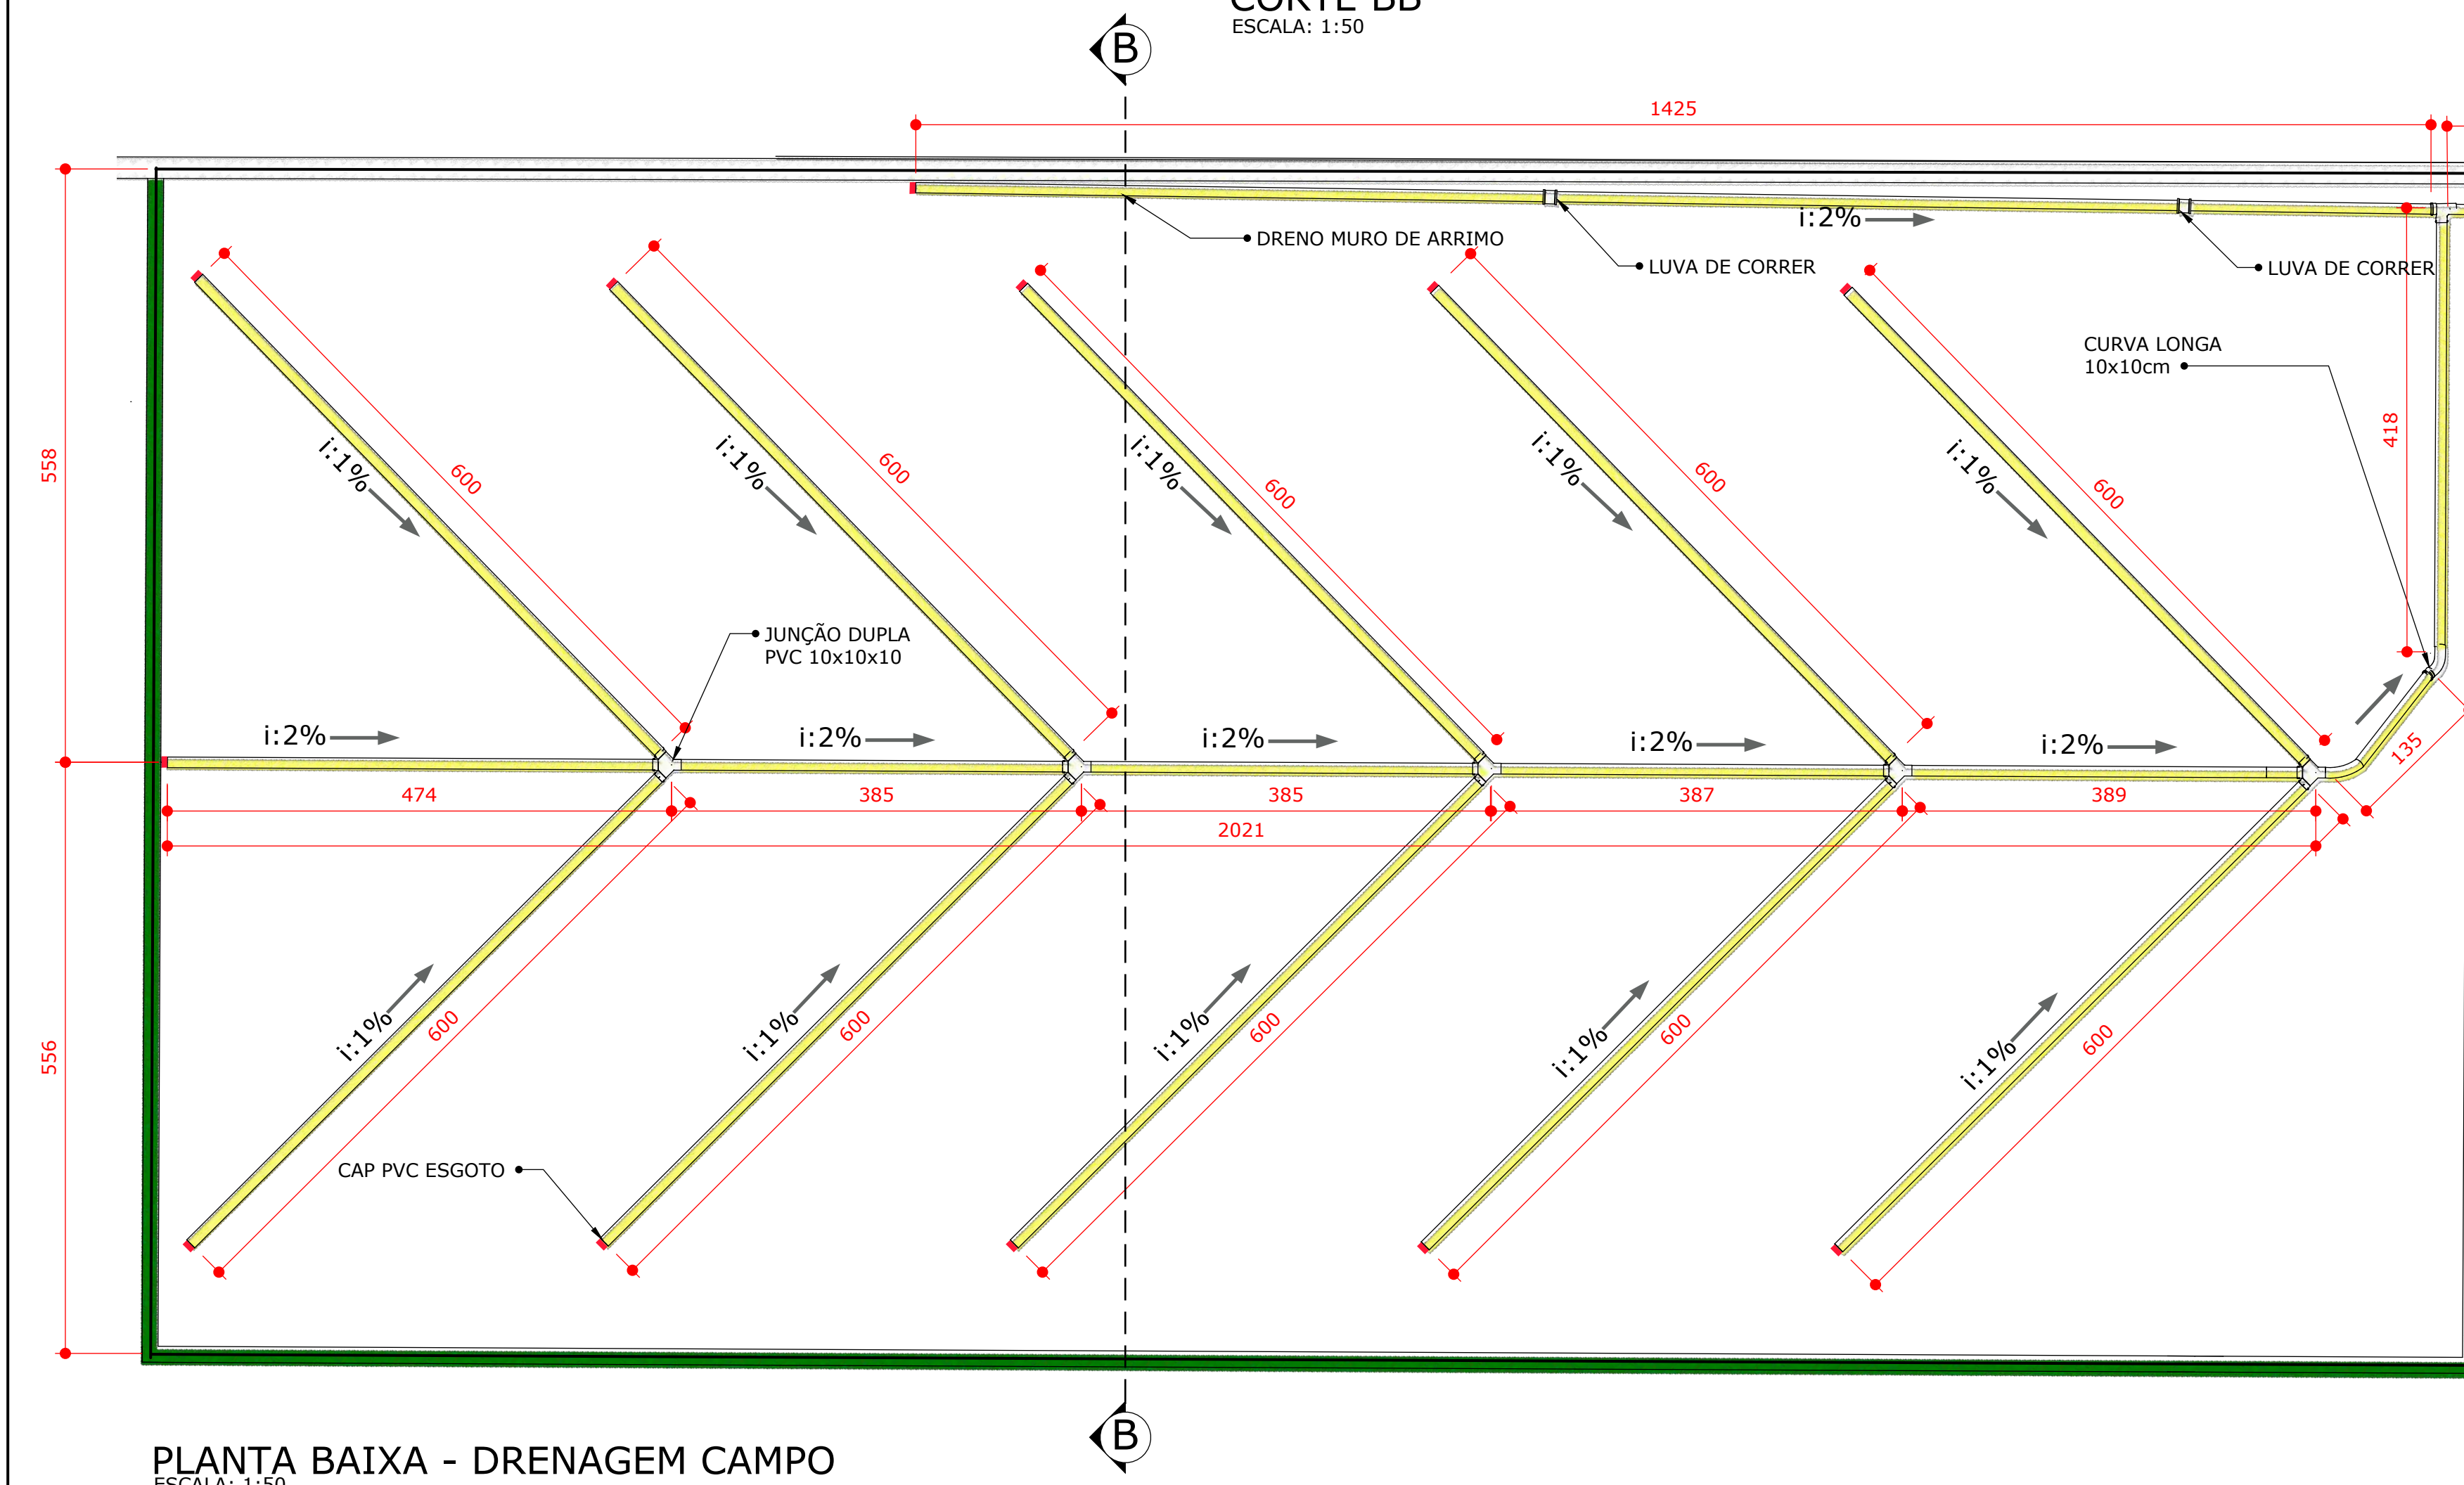 CORTE BB
ESCALA: 1:50
B
1425
DRENO MURO DE ARRIMO
i:2%
LUVA DE CORRER
LUVA DE CORRER
CURVA LONGA
10x10cm
418
558
i:1%
600
i:1%
600
i:1%
600
i:1%
600
i:1%
600
JUNÇÃO DUPLA
PVC 10x10x10
i:2%
i:2%
i:2%
i:2%
i:2%
135
474
385
385
387
389
2021
556
i:1%
600
i:1%
600
i:1%
600
i:1%
600
i:1%
600
CAP PVC ESGOTO
B
PLANTA BAIXA - DRENAGEM CAMPO
ESCALA: 1:50